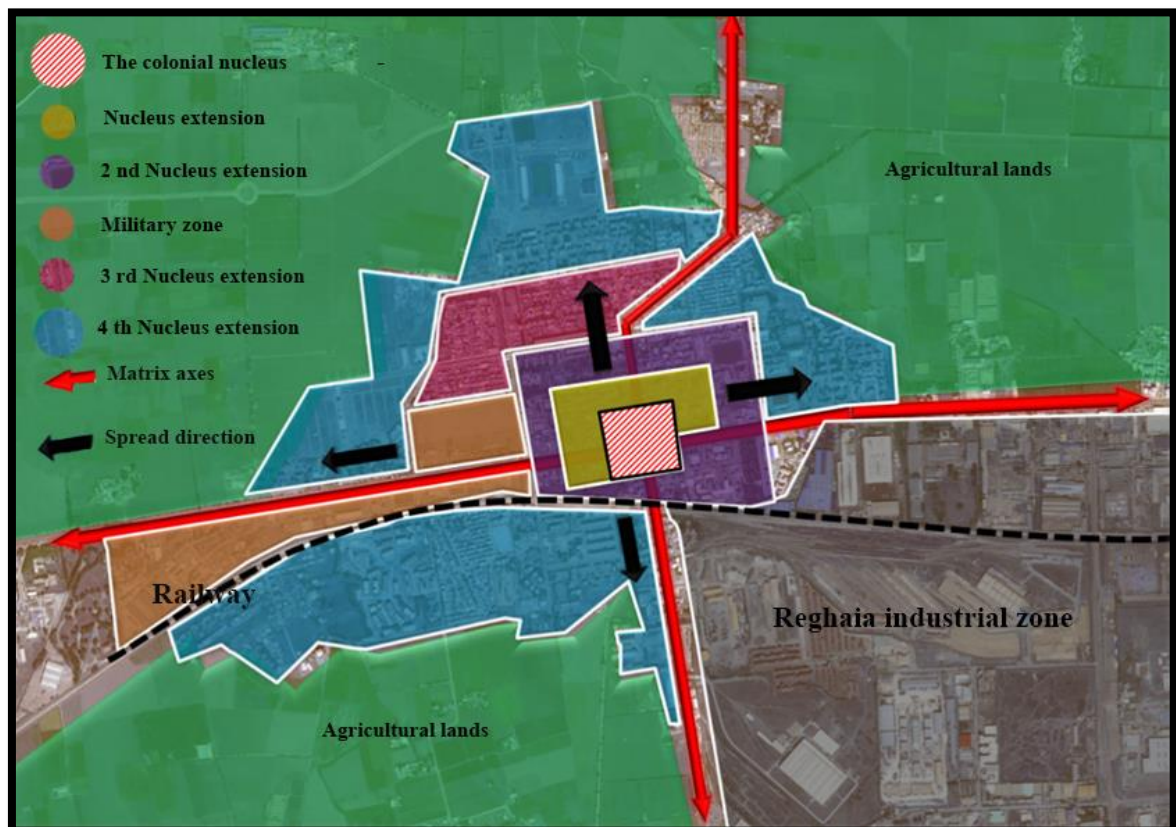 The colonial nucleus -
Nucleus extension
2 nd Nucleus extension
Military zone
3 rd Nucleus extension
4 th Nucleus extension
Matrix axes
Spread direction
Agricultural lands
Railway
Reghaia industrial zone
Agricultural lands